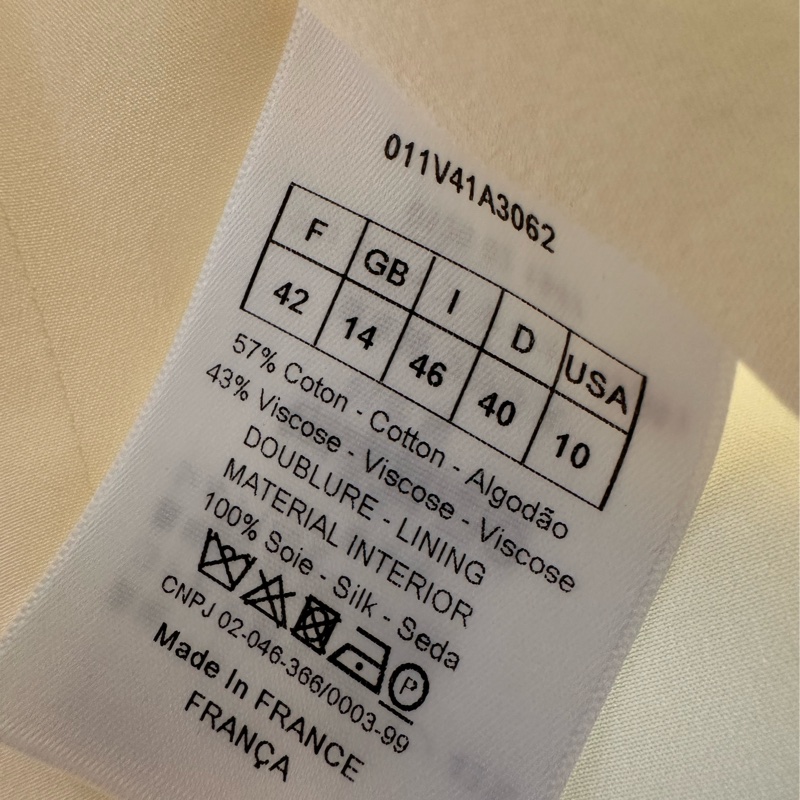 011V41A3062
F GB I D USA
42 14 46 40 10
57% Coton - Cotton - Algodão
43% Viscose - Viscose - Viscose
DOUBLURE - LINING
MATERIAL INTERIOR
100% Soie - Silk - Seda
P
CNPJ 02-046-366/0003-99
Made In FRANCE
FRANÇA